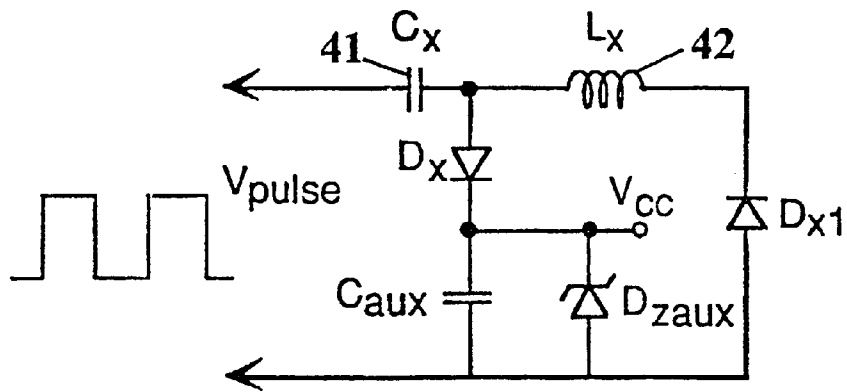 41
Cx
Lx
42
Dx
Vpulse
Vcc
Dx1
Caux
Dzaux